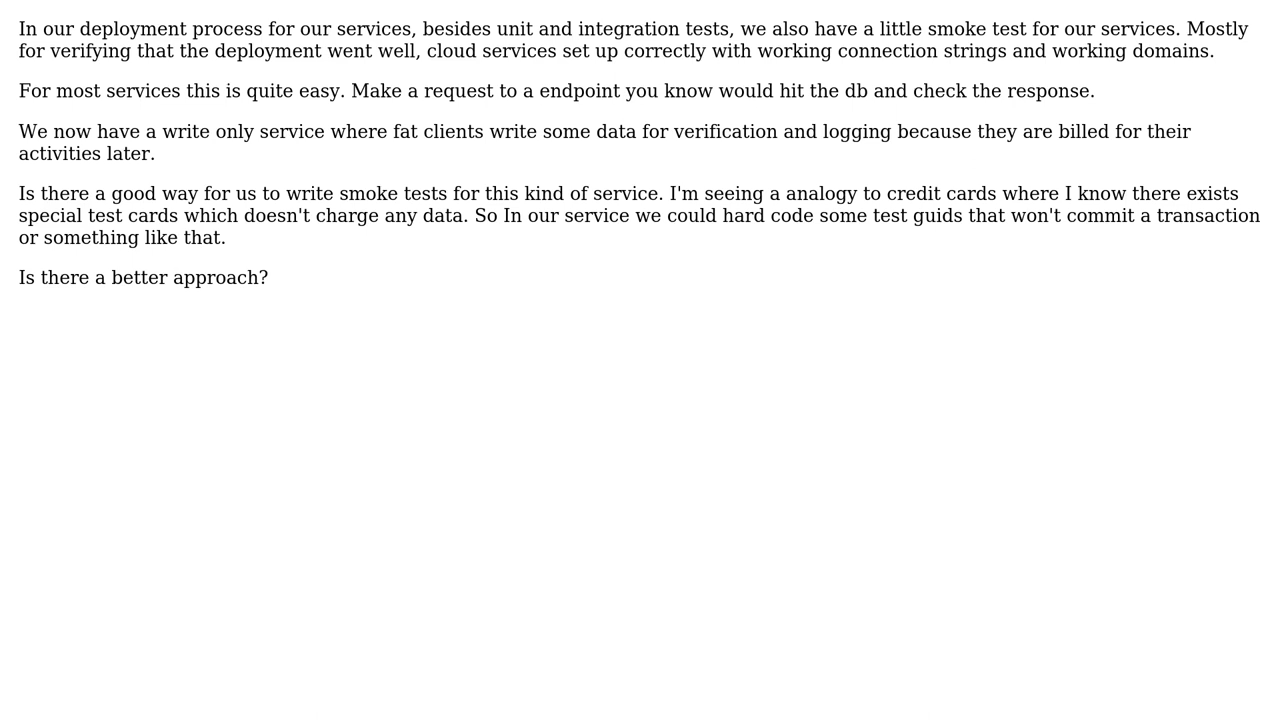 In our deployment process for our services, besides unit and integration tests, we also have a little smoke test for our services. Mostly
for verifying that the deployment went well, cloud services set up correctly with working connection strings and working domains.
For most services this is quite easy. Make a request to a endpoint you know would hit the db and check the response.
We now have a write only service where fat clients write some data for verification and logging because they are billed for their
activities later.
Is there a good way for us to write smoke tests for this kind of service. I'm seeing a analogy to credit cards where I know there exists
special test cards which doesn't charge any data. So In our service we could hard code some test guids that won't commit a transaction
or something like that.
Is there a better approach?